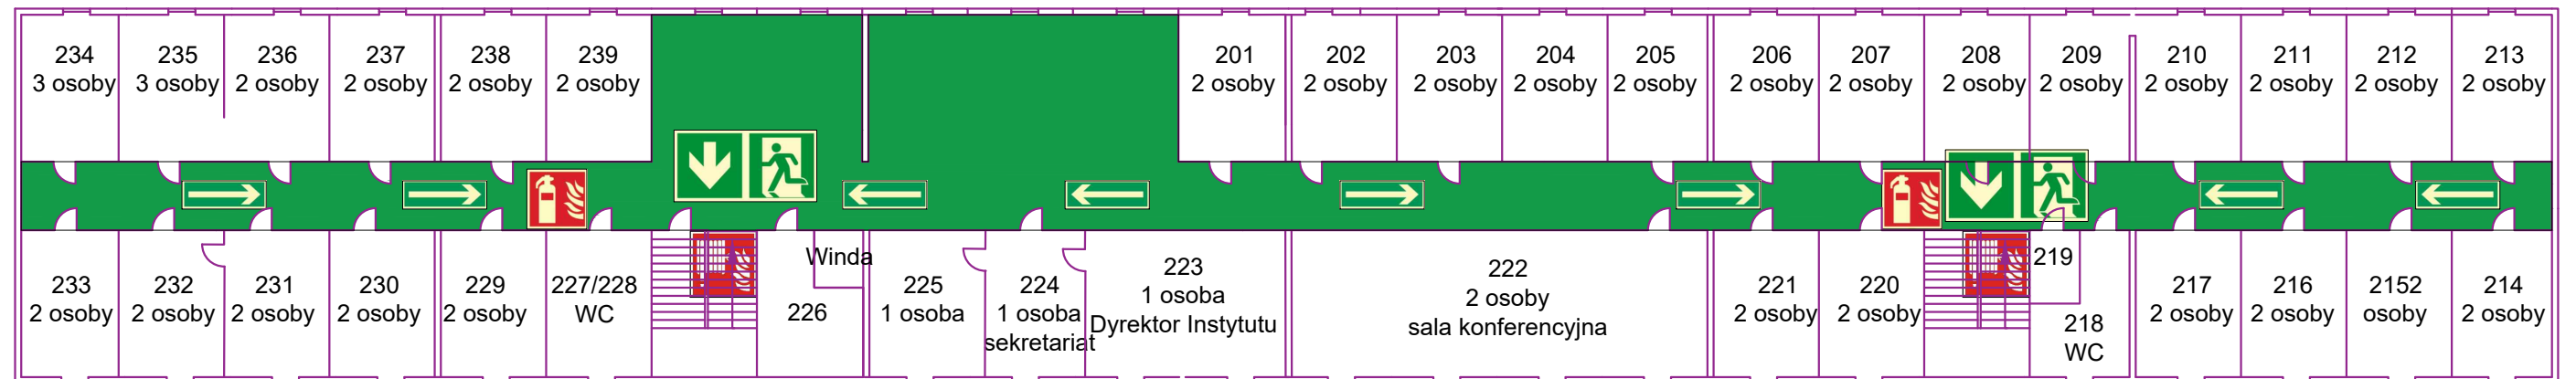 234
3 osoby
235
3 osoby
236
2 osoby
237
2 osoby
238
2 osoby
239
2 osoby
201
2 osoby
202
2 osoby
203
2 osoby
204
2 osoby
205
2 osoby
206
2 osoby
207
2 osoby
208
2 osoby
209
2 osoby
210
2 osoby
211
2 osoby
212
2 osoby
213
2 osoby
233
2 osoby
232
2 osoby
231
2 osoby
230
2 osoby
229
2 osoby
227/228
WC
Winda
226
225
1 osoba
224
1 osoba
sekretariat
223
1 osoba
Dyrektor Instytutu
222
2 osoby
sala konferencyjna
221
2 osoby
220
2 osoby
219
218
WC
217
2 osoby
216
2 osoby
2152
osoby
214
2 osoby